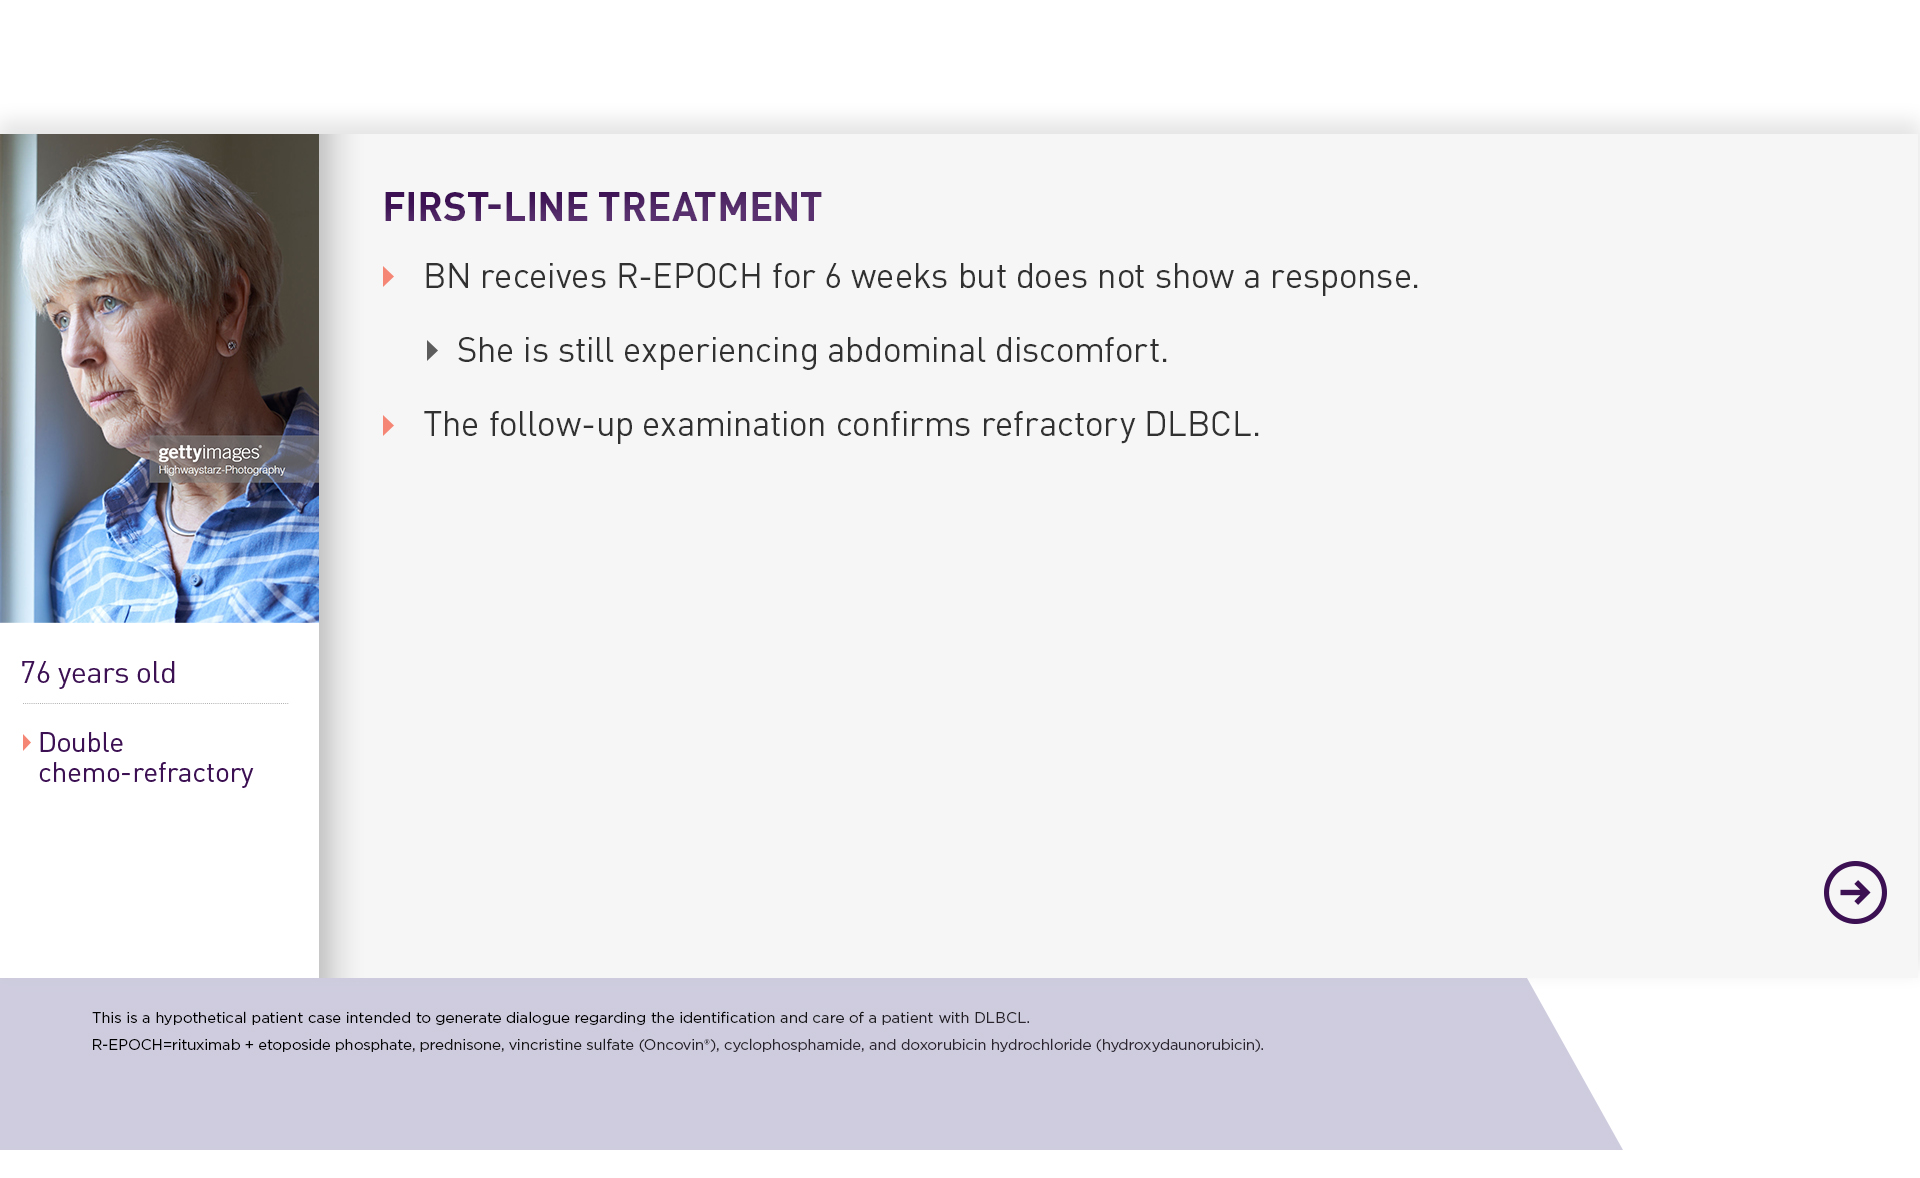 FIRST-LINE TREATMENT
BN receives R-EPOCH for 6 weeks but does not show a response.
She is still experiencing abdominal discomfort.
The follow-up examination confirms refractory DLBCL.
gettyimages®
Highwaystarz-Photography
76 years old
Double
chemo-refractory
This is a hypothetical patient case intended to generate dialogue regarding the identification and care of a patient with DLBCL.
R-EPOCH=rituximab + etoposide phosphate, prednisone, vincristine sulfate (Oncovin®), cyclophosphamide, and doxorubicin hydrochloride (hydroxydaunorubicin).